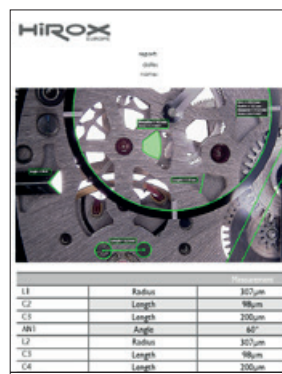 HIROX
EUROPE
report:
date:
name:
Measurement
L1 Radius 307µm
C2 Length 98µm
C3 Length 200µm
AN1 Angle 60°
L2 Radius 307µm
C3 Length 98µm
C4 Length 200µm